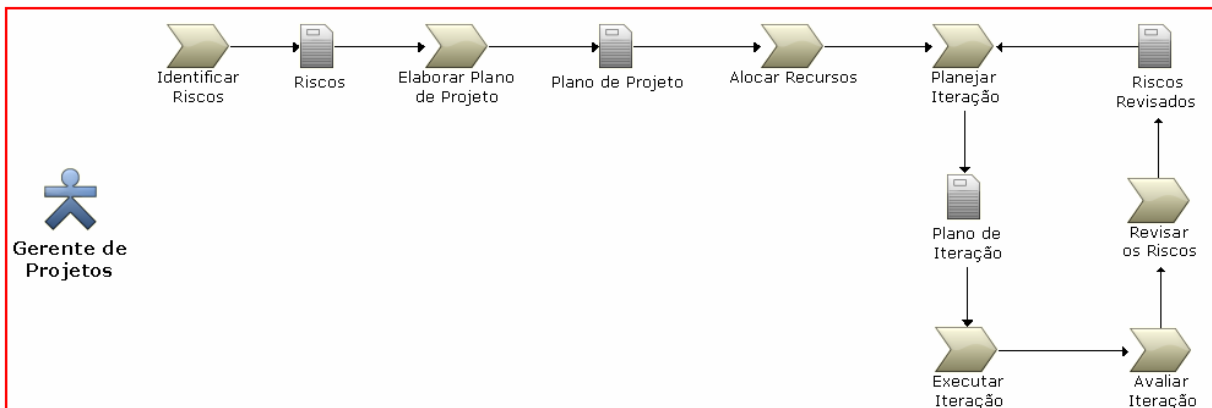 Identificar
Riscos
Riscos
Elaborar Plano
de Projeto
Plano de Projeto
Alocar Recursos
Planejar
Iteração
Riscos
Revisados
Gerente de
Projetos
Plano de
Iteração
Revisar
os Riscos
Executar
Iteração
Avaliar
Iteração